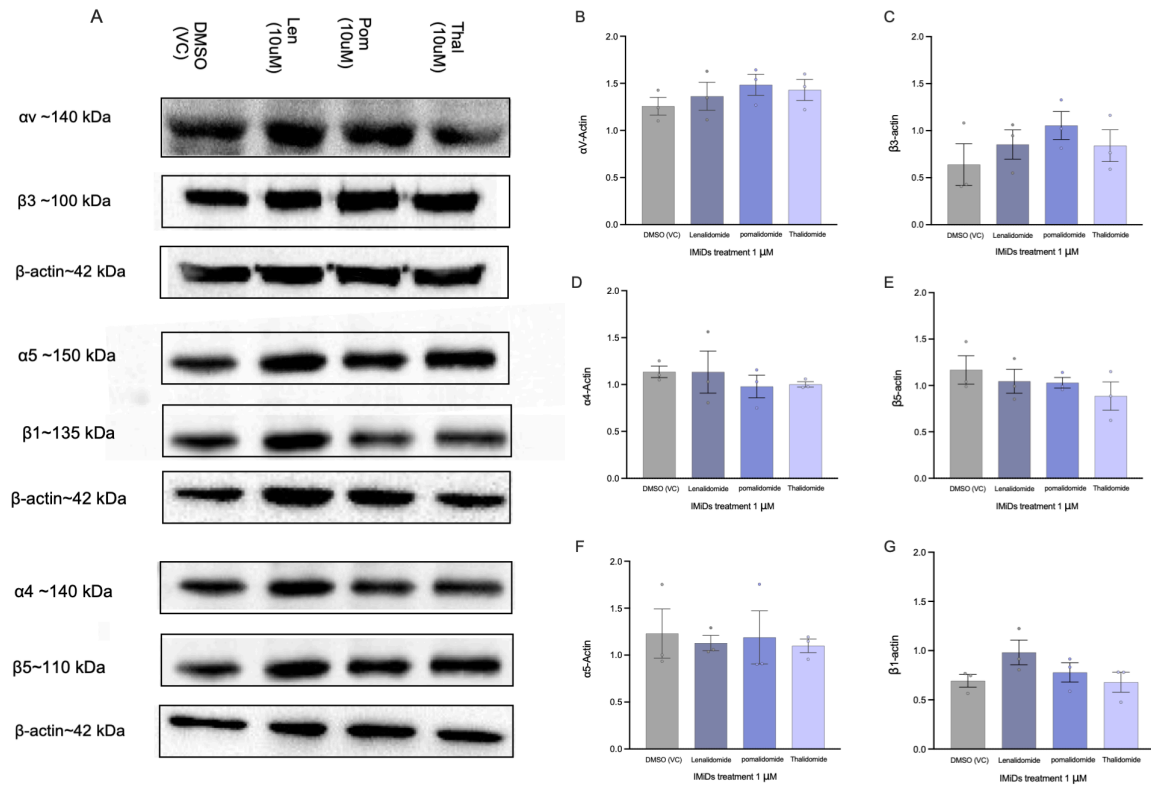 A
DMSO
(VC)
Len
(10uM)
Pom
(10uM)
Thal
(10uM)
αv ~140 kDa
β3 ~100 kDa
β-actin~42 kDa
α5 ~150 kDa
β1~135 kDa
β-actin~42 kDa
α4 ~140 kDa
β5~110 kDa
β-actin~42 kDa
B
αV-Actin
2.0
1.5
1.0
0.5
0.0
DMSO (VC)
Lenalidomide
pomalidomide
Thalidomide
IMiDs treatment 1 μM
C
β3-actin
2.0
1.5
1.0
0.5
0.0
DMSO (VC)
Lenalidomide
pomalidomide
Thalidomide
IMiDs treatment 1 μM
D
α4-Actin
2.0
1.5
1.0
0.5
0.0
DMSO (VC)
Lenalidomide
pomalidomide
Thalidomide
IMiDs treatment 1 μM
E
β5-actin
2.0
1.5
1.0
0.5
0.0
DMSO (VC)
Lenalidomide
pomalidomide
Thalidomide
IMiDs treatment 1 μM
F
α5-Actin
2.0
1.5
1.0
0.5
0.0
DMSO (VC)
Lenalidomide
pomalidomide
Thalidomide
IMiDs treatment 1 μM
G
β1-actin
2.0
1.5
1.0
0.5
0.0
DMSO (VC)
Lenalidomide
pomalidomide
Thalidomide
IMiDs treatment 1 μM